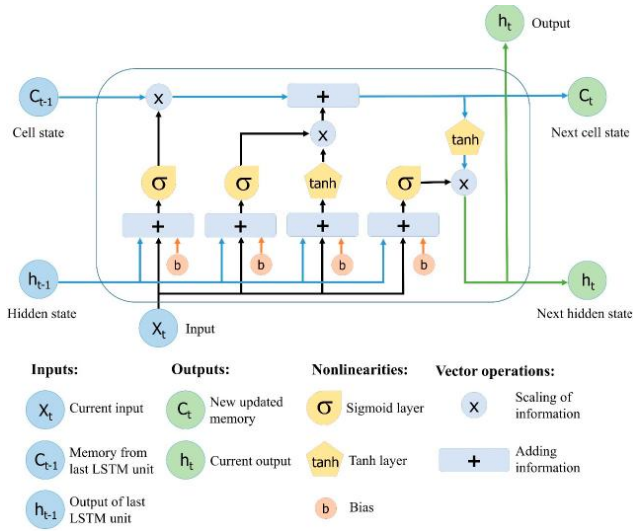 hₜ
Output
Cₜ₋₁
x
+
Cₜ
Cell state
Next cell state
x
tanh
σ
σ
tanh
σ
x
+
+
+
+
b
b
b
b
hₜ₋₁
hₜ
Hidden state
Next hidden state
Xₜ
Input
Inputs:
Outputs:
Nonlinearities:
Vector operations:
Xₜ
Current input
Cₜ
New updated
memory
σ
Sigmoid layer
x
Scaling of
information
Cₜ₋₁
Memory from
last LSTM unit
hₜ
Current output
tanh
Tanh layer
+
Adding
information
hₜ₋₁
Output of last
LSTM unit
b
Bias